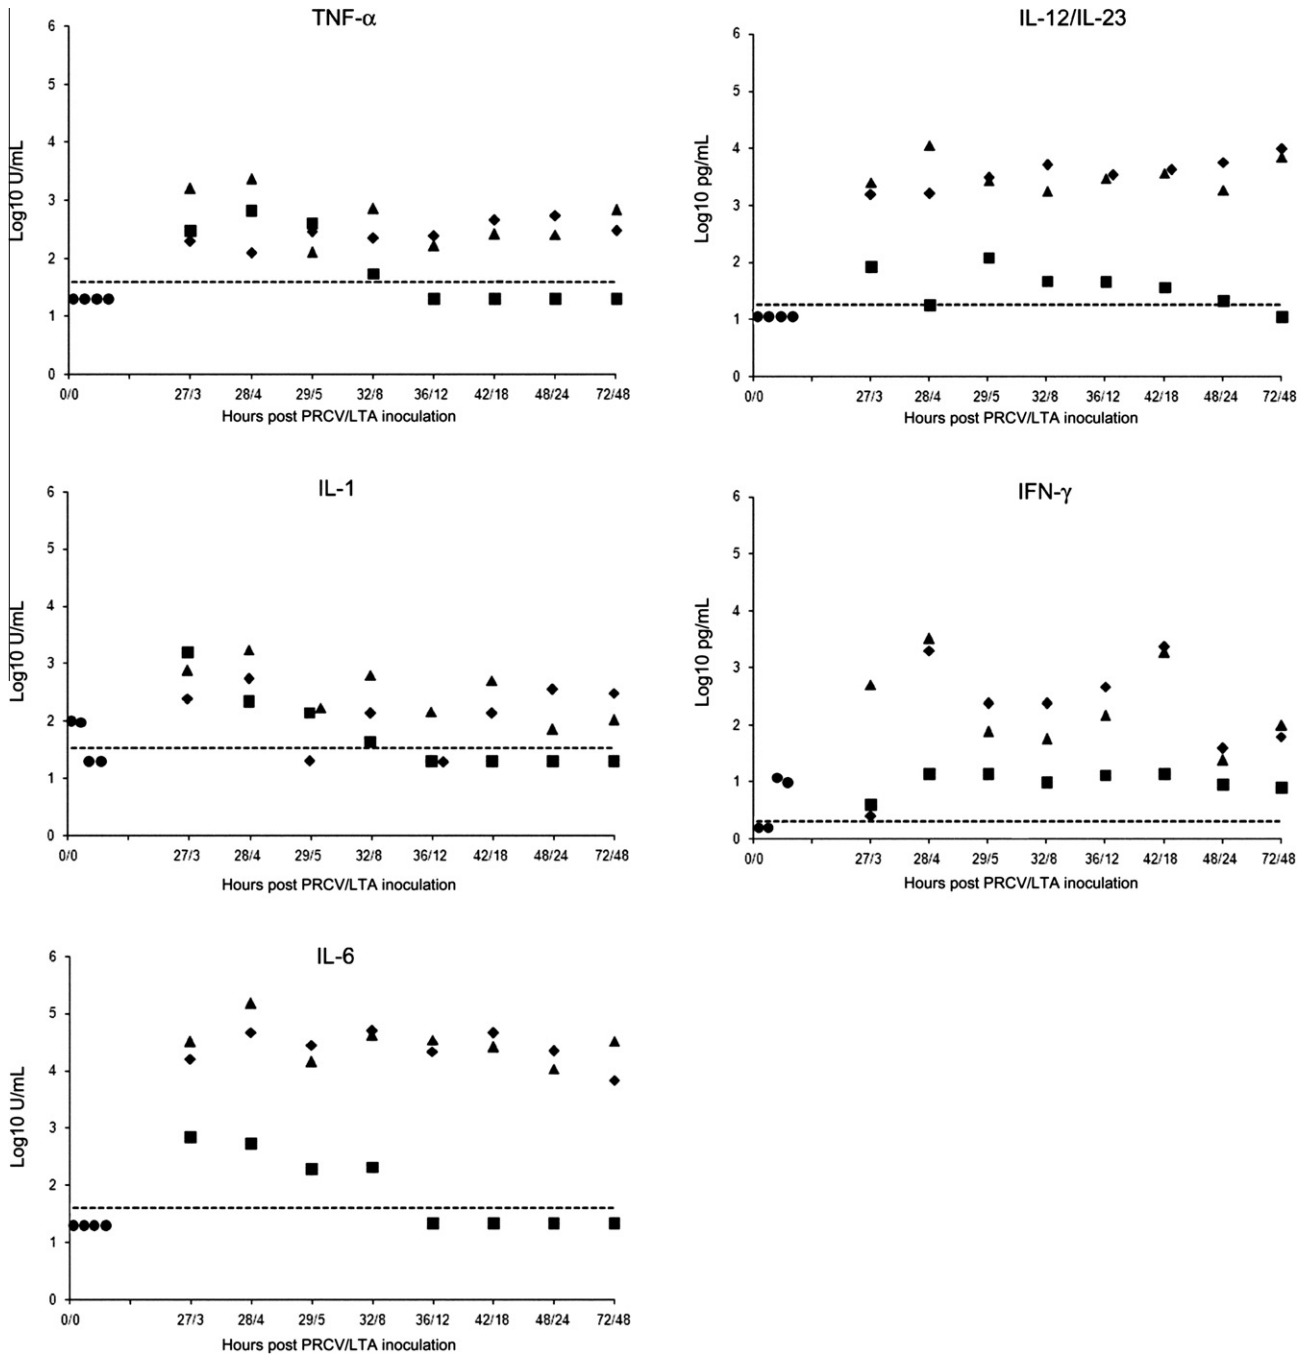 TNF-α
6
5
4
3
2
1
0
Log10 U/mL
0/0 27/3 28/4 29/5 32/8 36/12 42/18 48/24 72/48
Hours post PRCV/LTA inoculation
IL-12/IL-23
6
5
4
3
2
1
0
Log10 pg/mL
0/0 27/3 28/4 29/5 32/8 36/12 42/18 48/24 72/48
Hours post PRCV/LTA inoculation
IL-1
6
5
4
3
2
1
0
Log10 U/mL
0/0 27/3 28/4 29/5 32/8 36/12 42/18 48/24 72/48
Hours post PRCV/LTA inoculation
IFN-γ
6
5
4
3
2
1
0
Log10 pg/mL
0/0 27/3 28/4 29/5 32/8 36/12 42/18 48/24 72/48
Hours post PRCV/LTA inoculation
IL-6
6
5
4
3
2
1
0
Log10 U/mL
0/0 27/3 28/4 29/5 32/8 36/12 42/18 48/24 72/48
Hours post PRCV/LTA inoculation